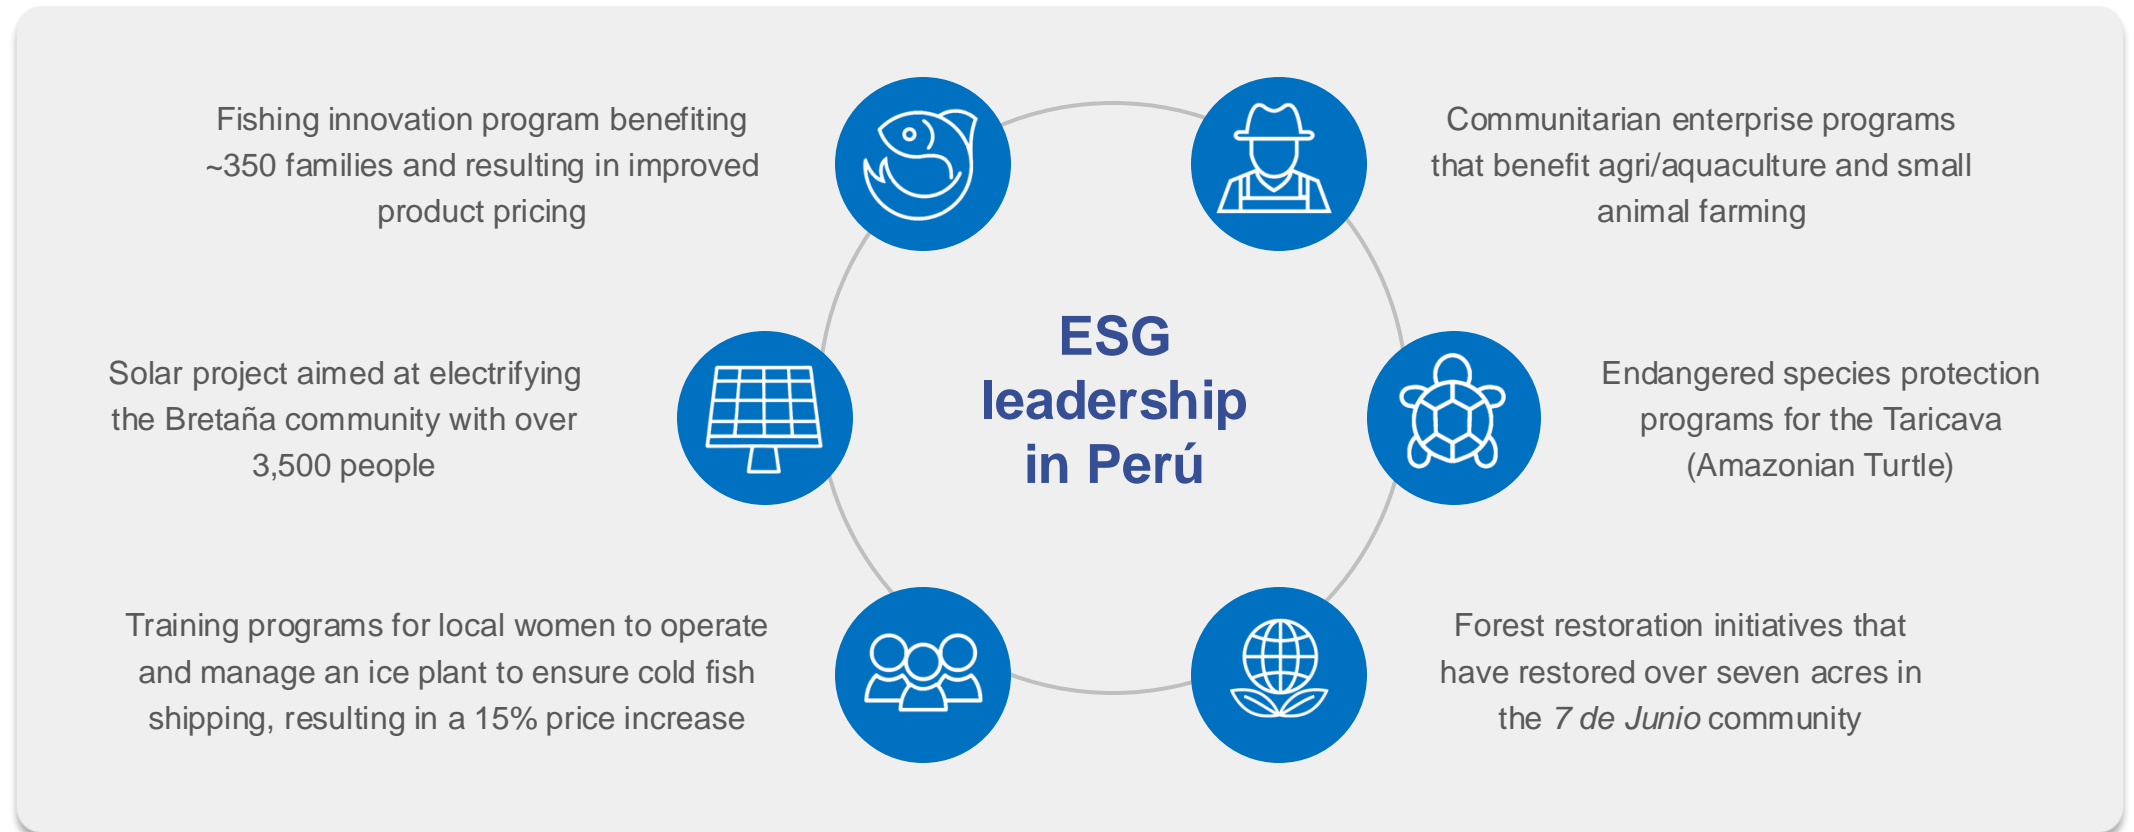 Fishing innovation program benefiting
~350 families and resulting in improved
product pricing
Communitarian enterprise programs
that benefit agri/aquaculture and small
animal farming
ESG
leadership
in Perú
Solar project aimed at electrifying
the Bretaña community with over
3,500 people
Endangered species protection
programs for the Taricava
(Amazonian Turtle)
Training programs for local women to operate
and manage an ice plant to ensure cold fish
shipping, resulting in a 15% price increase
Forest restoration initiatives that
have restored over seven acres in
the 7 de Junio community